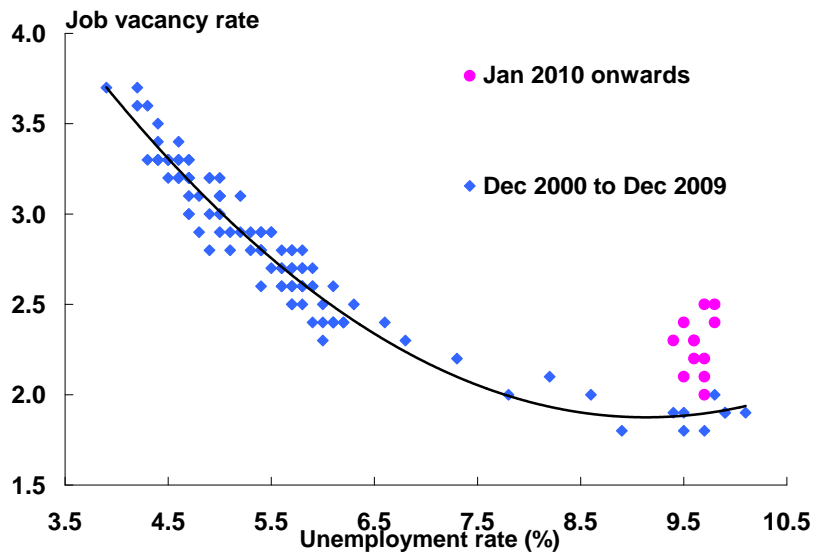 Job vacancy rate
4.0
Jan 2010 onwards
3.5
3.0
Dec 2000 to Dec 2009
2.5
2.0
1.5
3.5 4.5 5.5 6.5 7.5 8.5 9.5 10.5
Unemployment rate (%)